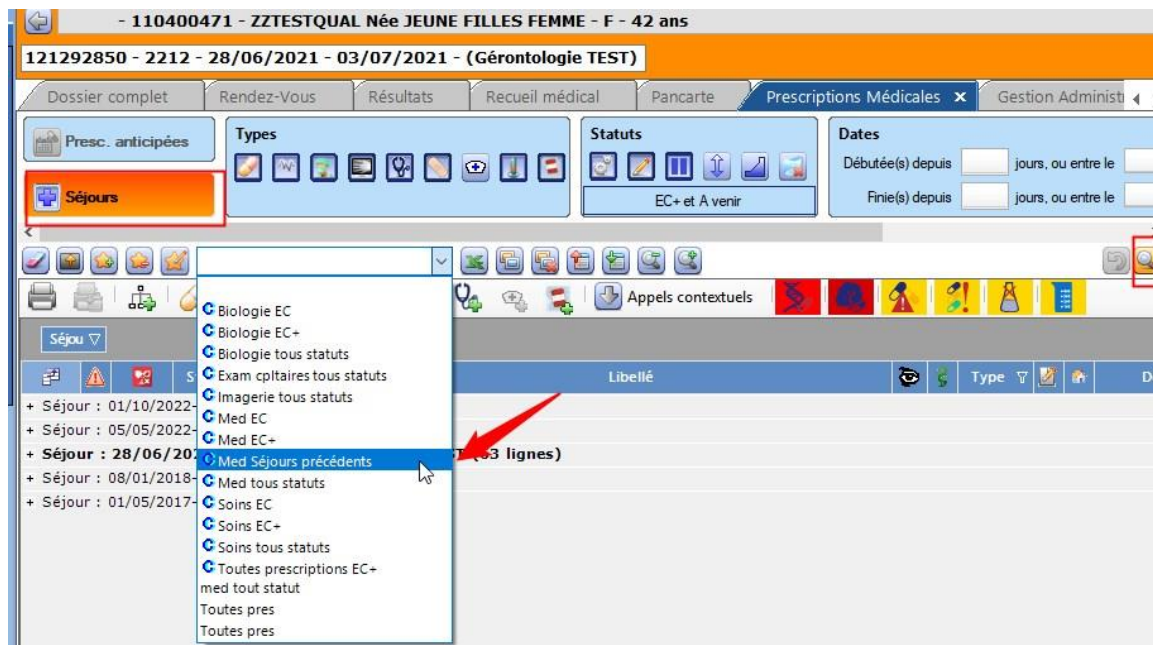 - 110400471 - ZZTESTQUAL Née JEUNE FILLES FEMME - F - 42 ans
121292850 - 2212 - 28/06/2021 - 03/07/2021 - (Gérontologie TEST)
Dossier complet Rendez-Vous Résultats Recueil médical Pancarte Prescriptions Médicales × Gestion Administ
Presc. anticipées Types Statuts Dates
Débutée(s) depuis jours, ou entre le
Séjours EC+ et A venir Finie(s) depuis jours, ou entre le
Appels contextuels
Séjou
S Libellé Type D
+ Séjour : 01/10/2022-
+ Séjour : 05/05/2022-
+ Séjour : 28/06/20 63 lignes)
+ Séjour : 08/01/2018-
+ Séjour : 01/05/2017-
Biologie EC
Biologie EC+
Biologie tous statuts
Exam cpltaires tous statuts
Imagerie tous statuts
Med EC
Med EC+
Med Séjours précédents
Med tous statuts
Soins EC
Soins EC+
Soins tous statuts
Toutes prescriptions EC+
med tout statut
Toutes pres
Toutes pres